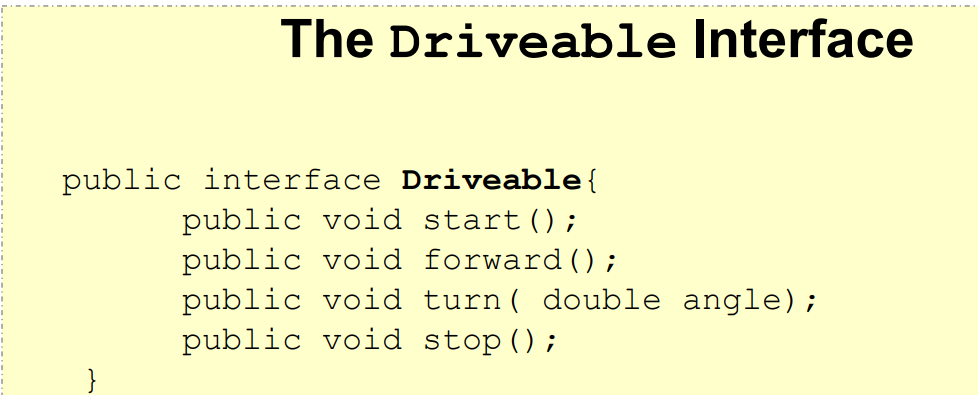 The Driveable Interface
public interface Driveable{
public void start();
public void forward();
public void turn( double angle);
public void stop();
}